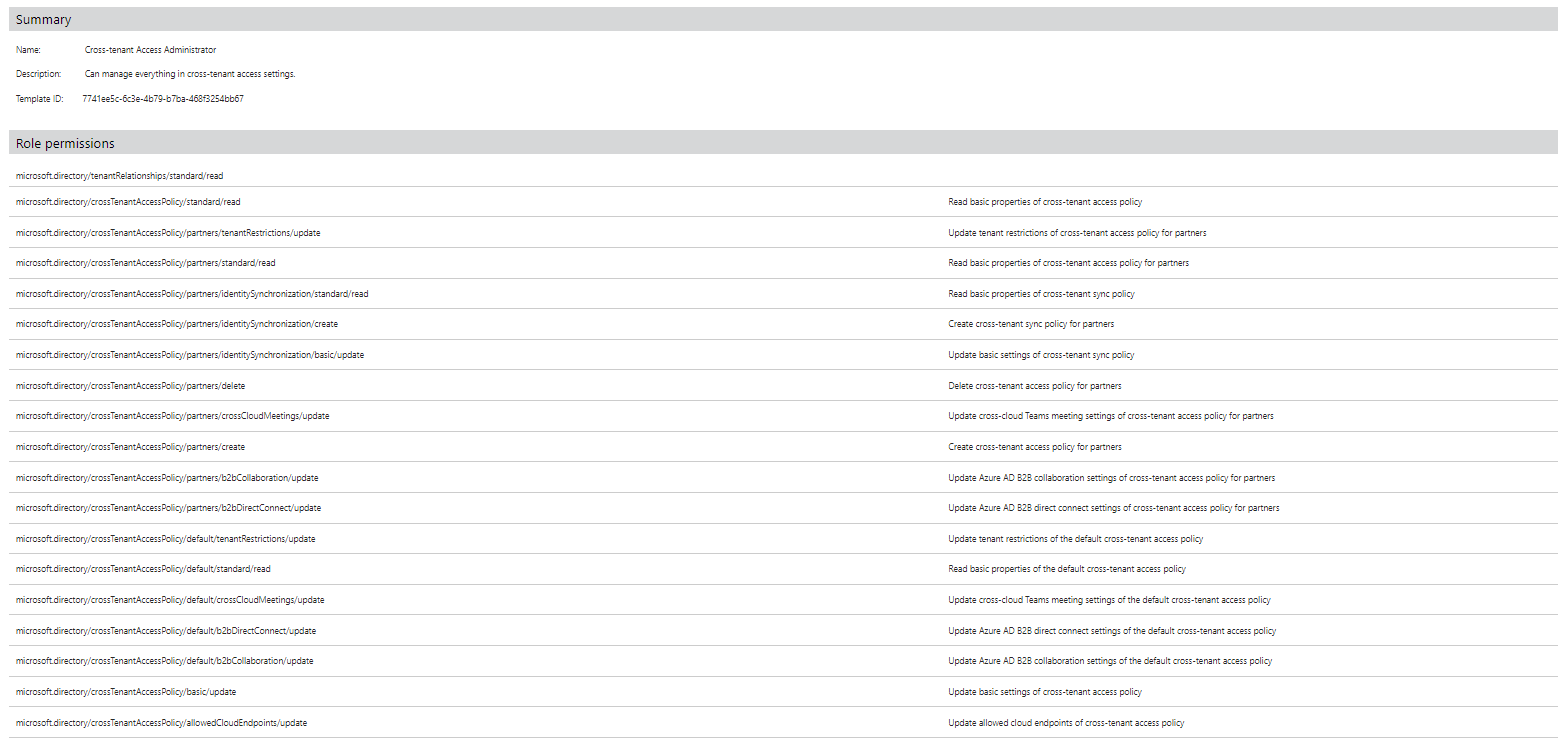 Summary
Name: Cross-tenant Access Administrator
Description: Can manage everything in cross-tenant access settings.
Template ID: 7741ee5c-6c3e-4b79-b7ba-468f3254bb67
Role permissions
microsoft.directory/tenantRelationships/standard/read
microsoft.directory/crossTenantAccessPolicy/standard/read Read basic properties of cross-tenant access policy
microsoft.directory/crossTenantAccessPolicy/partners/tenantRestrictions/update Update tenant restrictions of cross-tenant access policy for partners
microsoft.directory/crossTenantAccessPolicy/partners/standard/read Read basic properties of cross-tenant access policy for partners
microsoft.directory/crossTenantAccessPolicy/partners/identitySynchronization/standard/read Read basic properties of cross-tenant sync policy
microsoft.directory/crossTenantAccessPolicy/partners/identitySynchronization/create Create cross-tenant sync policy for partners
microsoft.directory/crossTenantAccessPolicy/partners/identitySynchronization/basic/update Update basic settings of cross-tenant sync policy
microsoft.directory/crossTenantAccessPolicy/partners/delete Delete cross-tenant access policy for partners
microsoft.directory/crossTenantAccessPolicy/partners/crossCloudMeetings/update Update cross-cloud Teams meeting settings of cross-tenant access policy for partners
microsoft.directory/crossTenantAccessPolicy/partners/create Create cross-tenant access policy for partners
microsoft.directory/crossTenantAccessPolicy/partners/b2bCollaboration/update Update Azure AD B2B collaboration settings of cross-tenant access policy for partners
microsoft.directory/crossTenantAccessPolicy/partners/b2bDirectConnect/update Update Azure AD B2B direct connect settings of cross-tenant access policy for partners
microsoft.directory/crossTenantAccessPolicy/default/tenantRestrictions/update Update tenant restrictions of the default cross-tenant access policy
microsoft.directory/crossTenantAccessPolicy/default/standard/read Read basic properties of the default cross-tenant access policy
microsoft.directory/crossTenantAccessPolicy/default/crossCloudMeetings/update Update cross-cloud Teams meeting settings of the default cross-tenant access policy
microsoft.directory/crossTenantAccessPolicy/default/b2bDirectConnect/update Update Azure AD B2B direct connect settings of the default cross-tenant access policy
microsoft.directory/crossTenantAccessPolicy/default/b2bCollaboration/update Update Azure AD B2B collaboration settings of the default cross-tenant access policy
microsoft.directory/crossTenantAccessPolicy/basic/update Update basic settings of cross-tenant access policy
microsoft.directory/crossTenantAccessPolicy/allowedCloudEndpoints/update Update allowed cloud endpoints of cross-tenant access policy